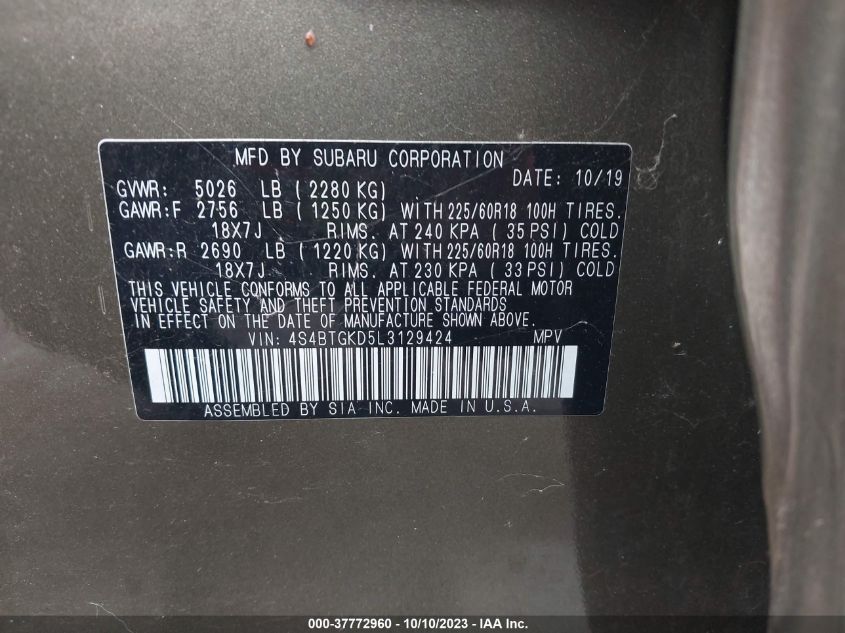 MFD BY SUBARU CORPORATION
DATE: 10/19
GVWR: 5026 LB ( 2280 KG)
GAWR:F 2756 LB ( 1250 KG) WITH 225/60R18 100H TIRES.
18X7J RIMS. AT 240 KPA ( 35 PSI) COLD
GAWR:R 2690 LB ( 1220 KG) WITH 225/60R18 100H TIRES.
18X7J RIMS. AT 230 KPA ( 33 PSI) COLD
THIS VEHICLE CONFORMS TO ALL APPLICABLE FEDERAL MOTOR
VEHICLE SAFETY AND THEFT PREVENTION STANDARDS
IN EFFECT ON THE DATE OF MANUFACTURE SHOWN ABOVE.
VIN: 4S4BTGKD5L3129424 MPV
ASSEMBLED BY SIA INC. MADE IN U.S.A.
000-37772960 - 10/10/2023 - IAA Inc.